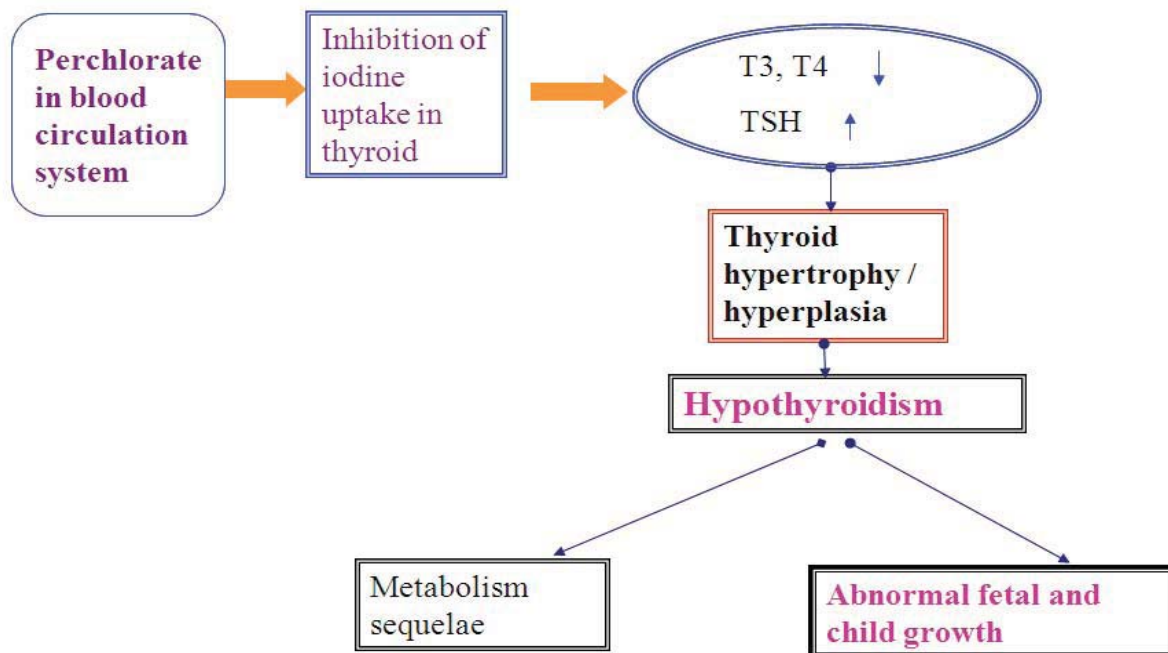 Perchlorate
in blood
circulation
system
Inhibition of
iodine
uptake in
thyroid
T3, T4 ↓
TSH ↑
Thyroid
hypertrophy /
hyperplasia
Hypothyroidism
Metabolism
sequelae
Abnormal fetal and
child growth